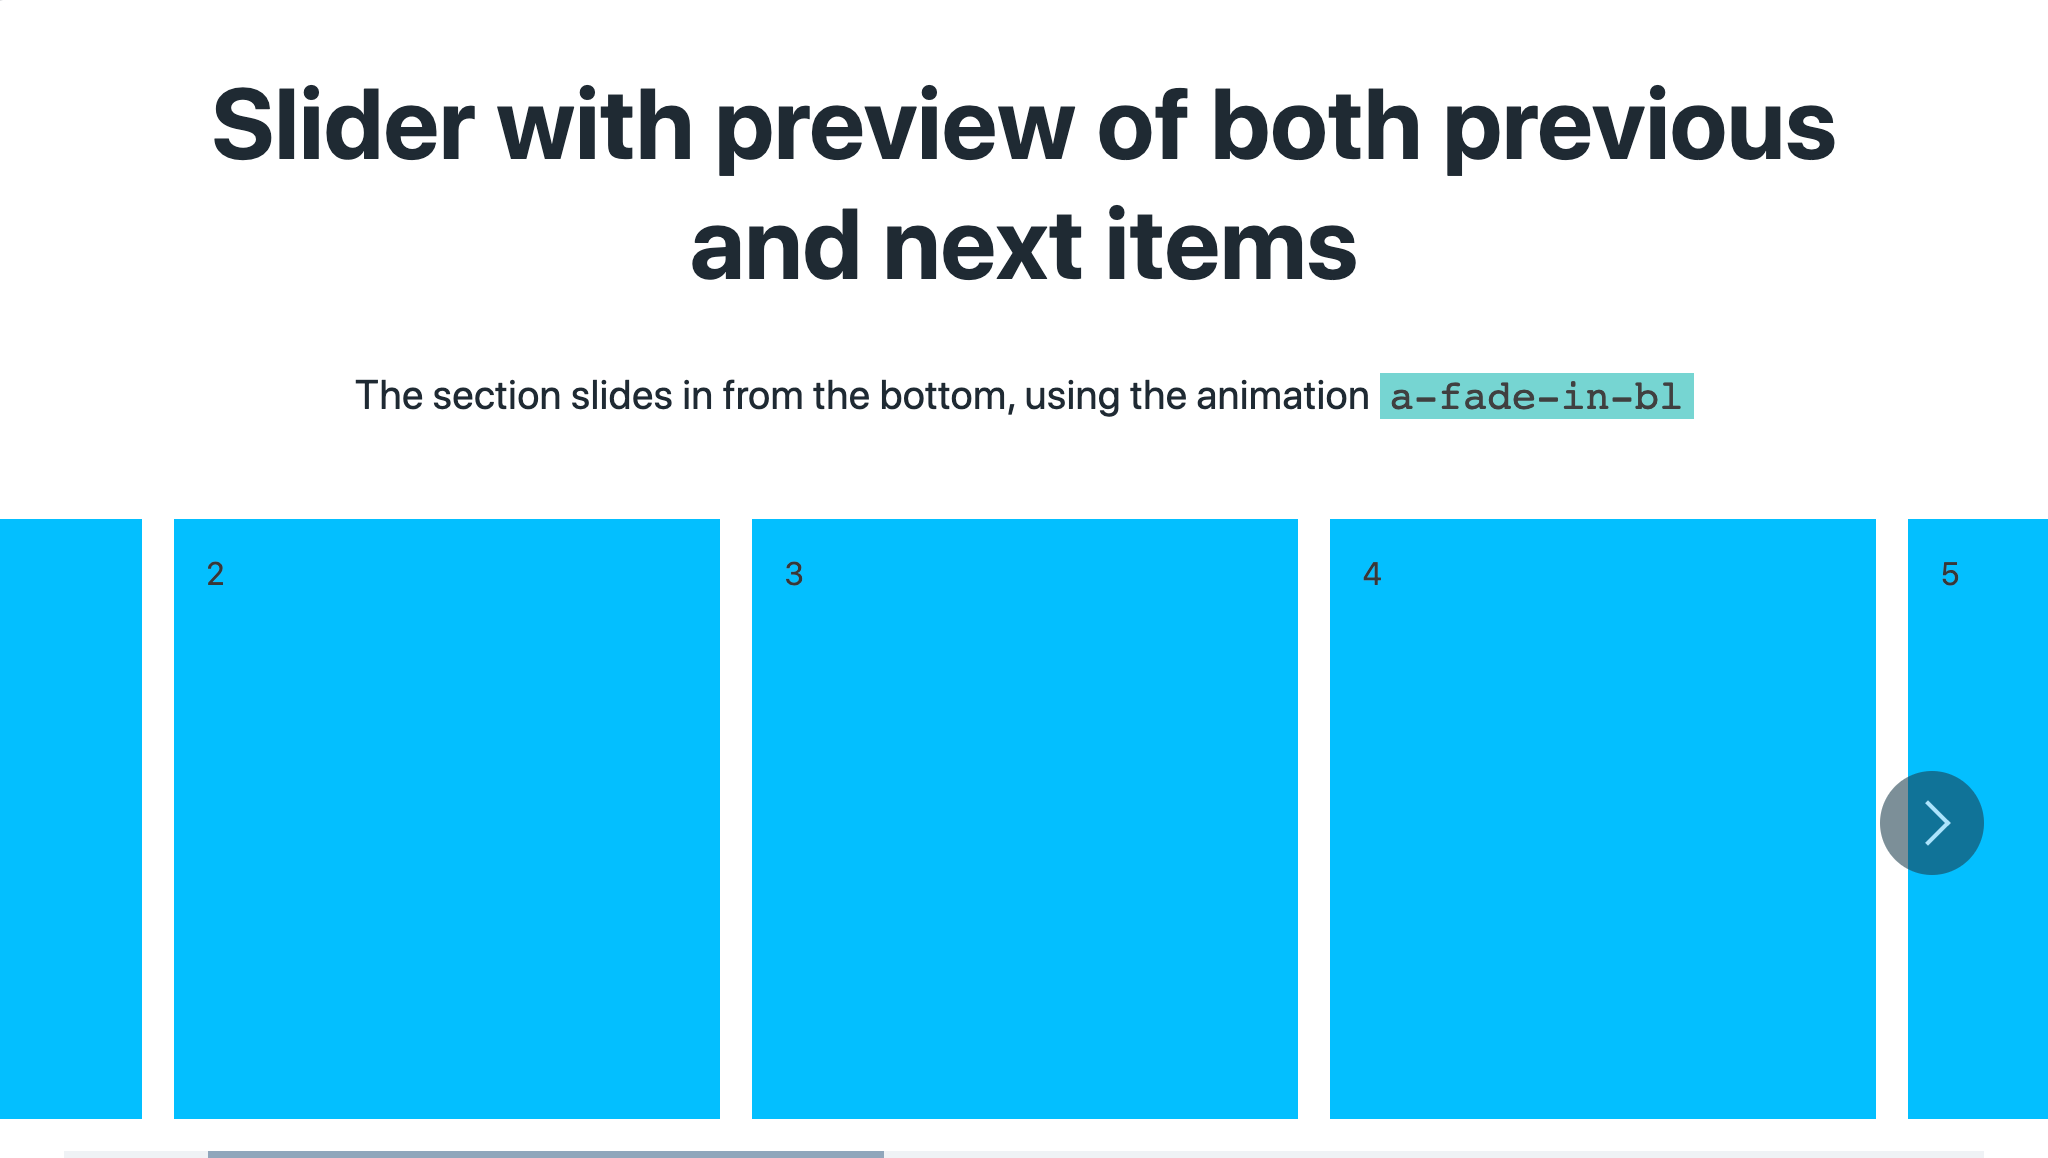 Slider with preview of both previous
and next items
The section slides in from the bottom, using the animation a-fade-in-bl
2
3
4
5